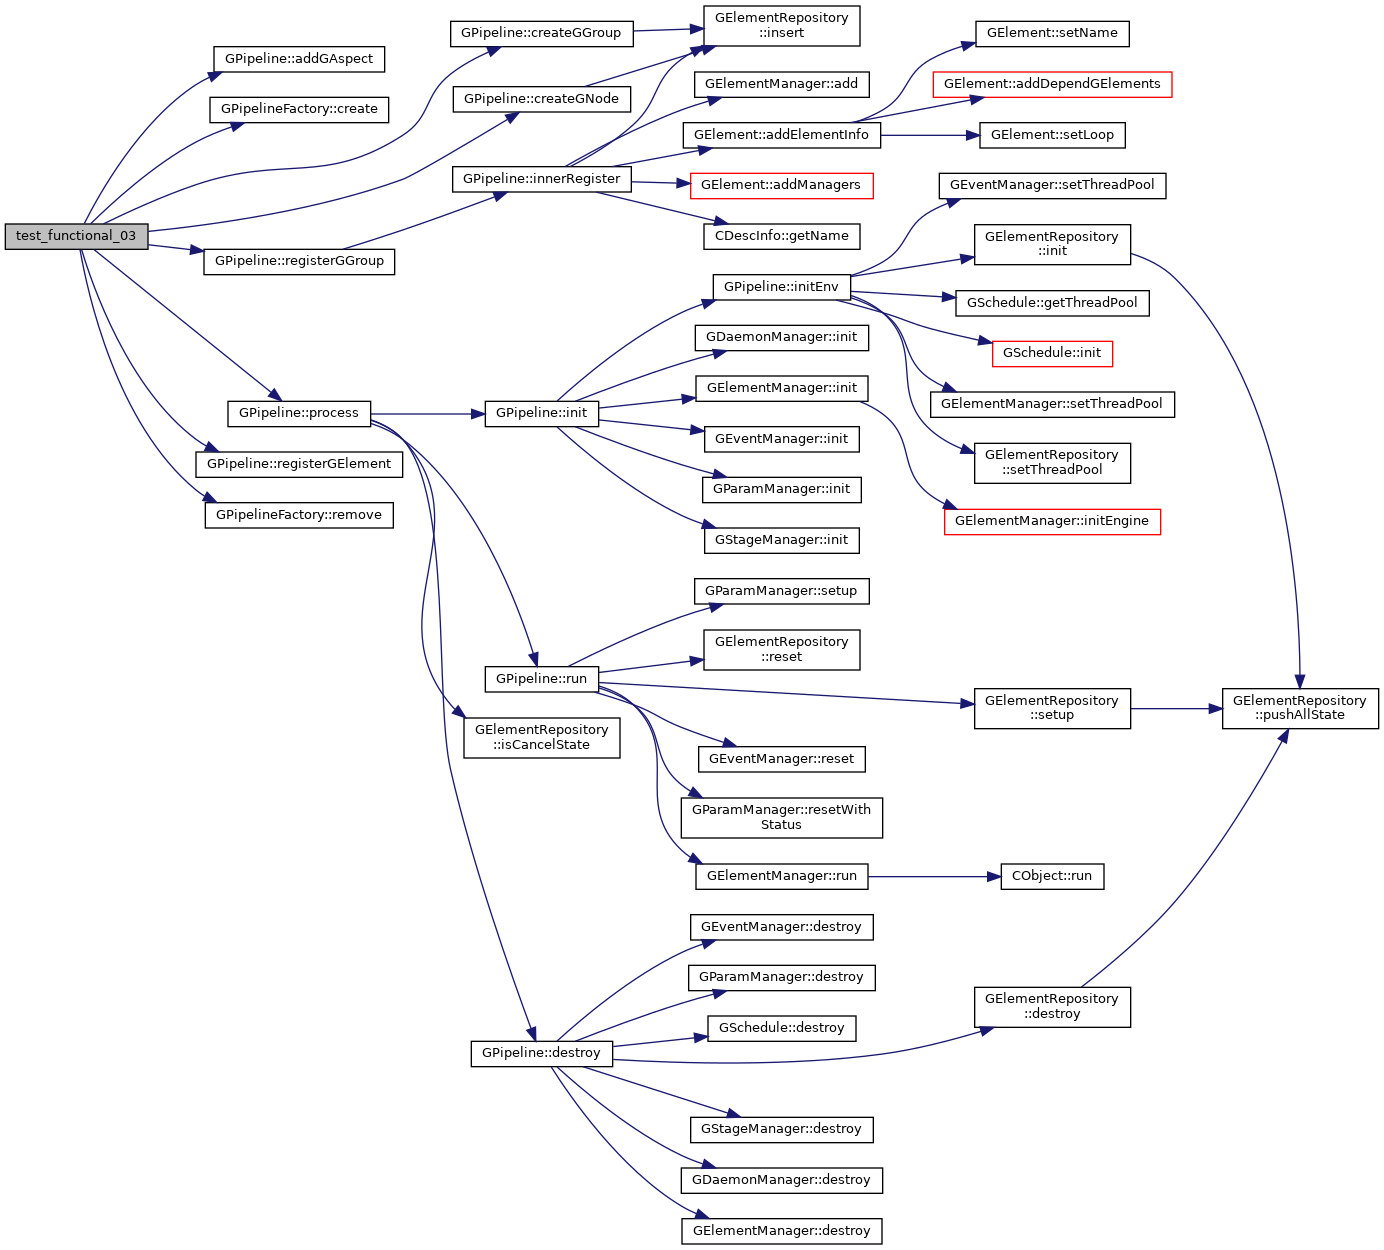 test_functional_03
GPipeline::addGAspect
GPipelineFactory::create
GPipeline::registerGGroup
GPipeline::process
GPipeline::registerGElement
GPipelineFactory::remove
GPipeline::createGGroup
GPipeline::createGNode
GPipeline::innerRegister
GPipeline::init
GPipeline::run
GElementRepository
::isCancelState
GPipeline::destroy
GElementRepository
::insert
GElementManager::add
GElement::addElementInfo
GElement::addManagers
CDescInfo::getName
GPipeline::initEnv
GDaemonManager::init
GElementManager::init
GEventManager::init
GParamManager::init
GStageManager::init
GParamManager::setup
GElementRepository
::reset
GEventManager::reset
GParamManager::resetWith
Status
GElementManager::run
GEventManager::destroy
GParamManager::destroy
GSchedule::destroy
GStageManager::destroy
GDaemonManager::destroy
GElementManager::destroy
GElement::setName
GElement::addDependGElements
GElement::setLoop
GEventManager::setThreadPool
GElementRepository
::init
GSchedule::getThreadPool
GSchedule::init
GElementManager::setThreadPool
GElementRepository
::setThreadPool
GElementManager::initEngine
GElementRepository
::setup
CObject::run
GElementRepository
::destroy
GElementRepository
::pushAllState